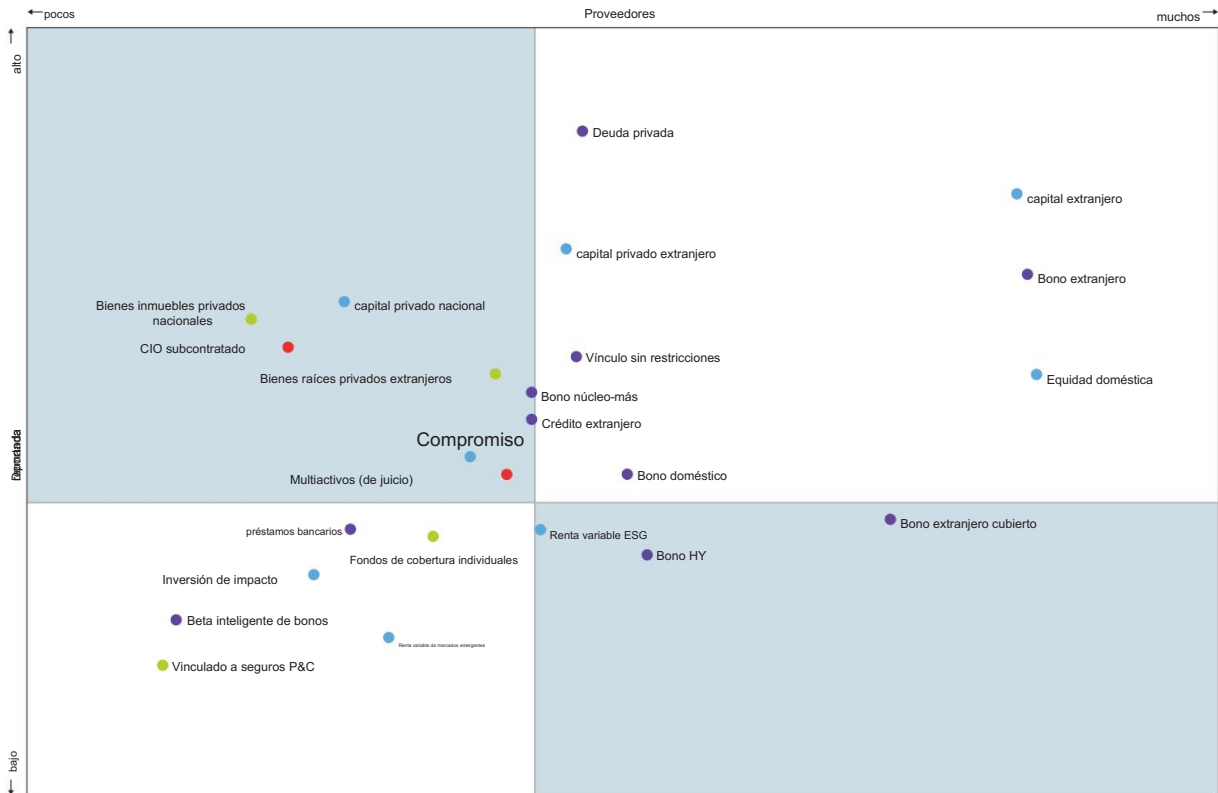 pocos
Proveedores
muchos
alto
Deuda privada
capital extranjero
capital privado extranjero
Bono extranjero
Bienes inmuebles privados
nacionales
capital privado nacional
CIO subcontratado
Vínculo sin restricciones
Bienes raíces privados extranjeros
Equidad doméstica
Bono núcleo-más
Crédito extranjero
Compromiso
Multiactivos (de juicio)
Bono doméstico
préstamos bancarios
Fondos de cobertura individuales
Renta variable ESG
Bono extranjero cubierto
Bono HY
Inversión de impacto
Beta inteligente de bonos
Renta variable de mercados emergentes
Vinculado a seguros P&C
bajo